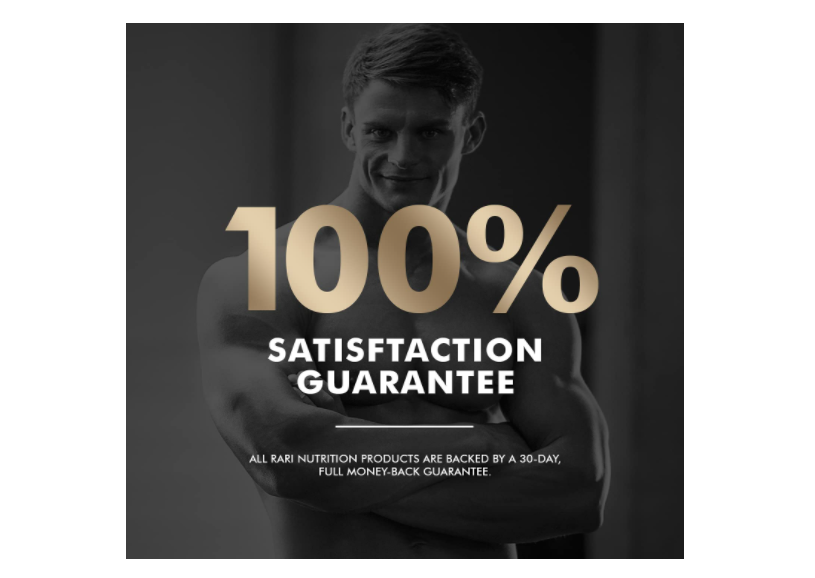 100%
SATISFTACTION
GUARANTEE
ALL RARI NUTRITION PRODUCTS ARE BACKED BY A 30-DAY,
FULL MONEY-BACK GUARANTEE.